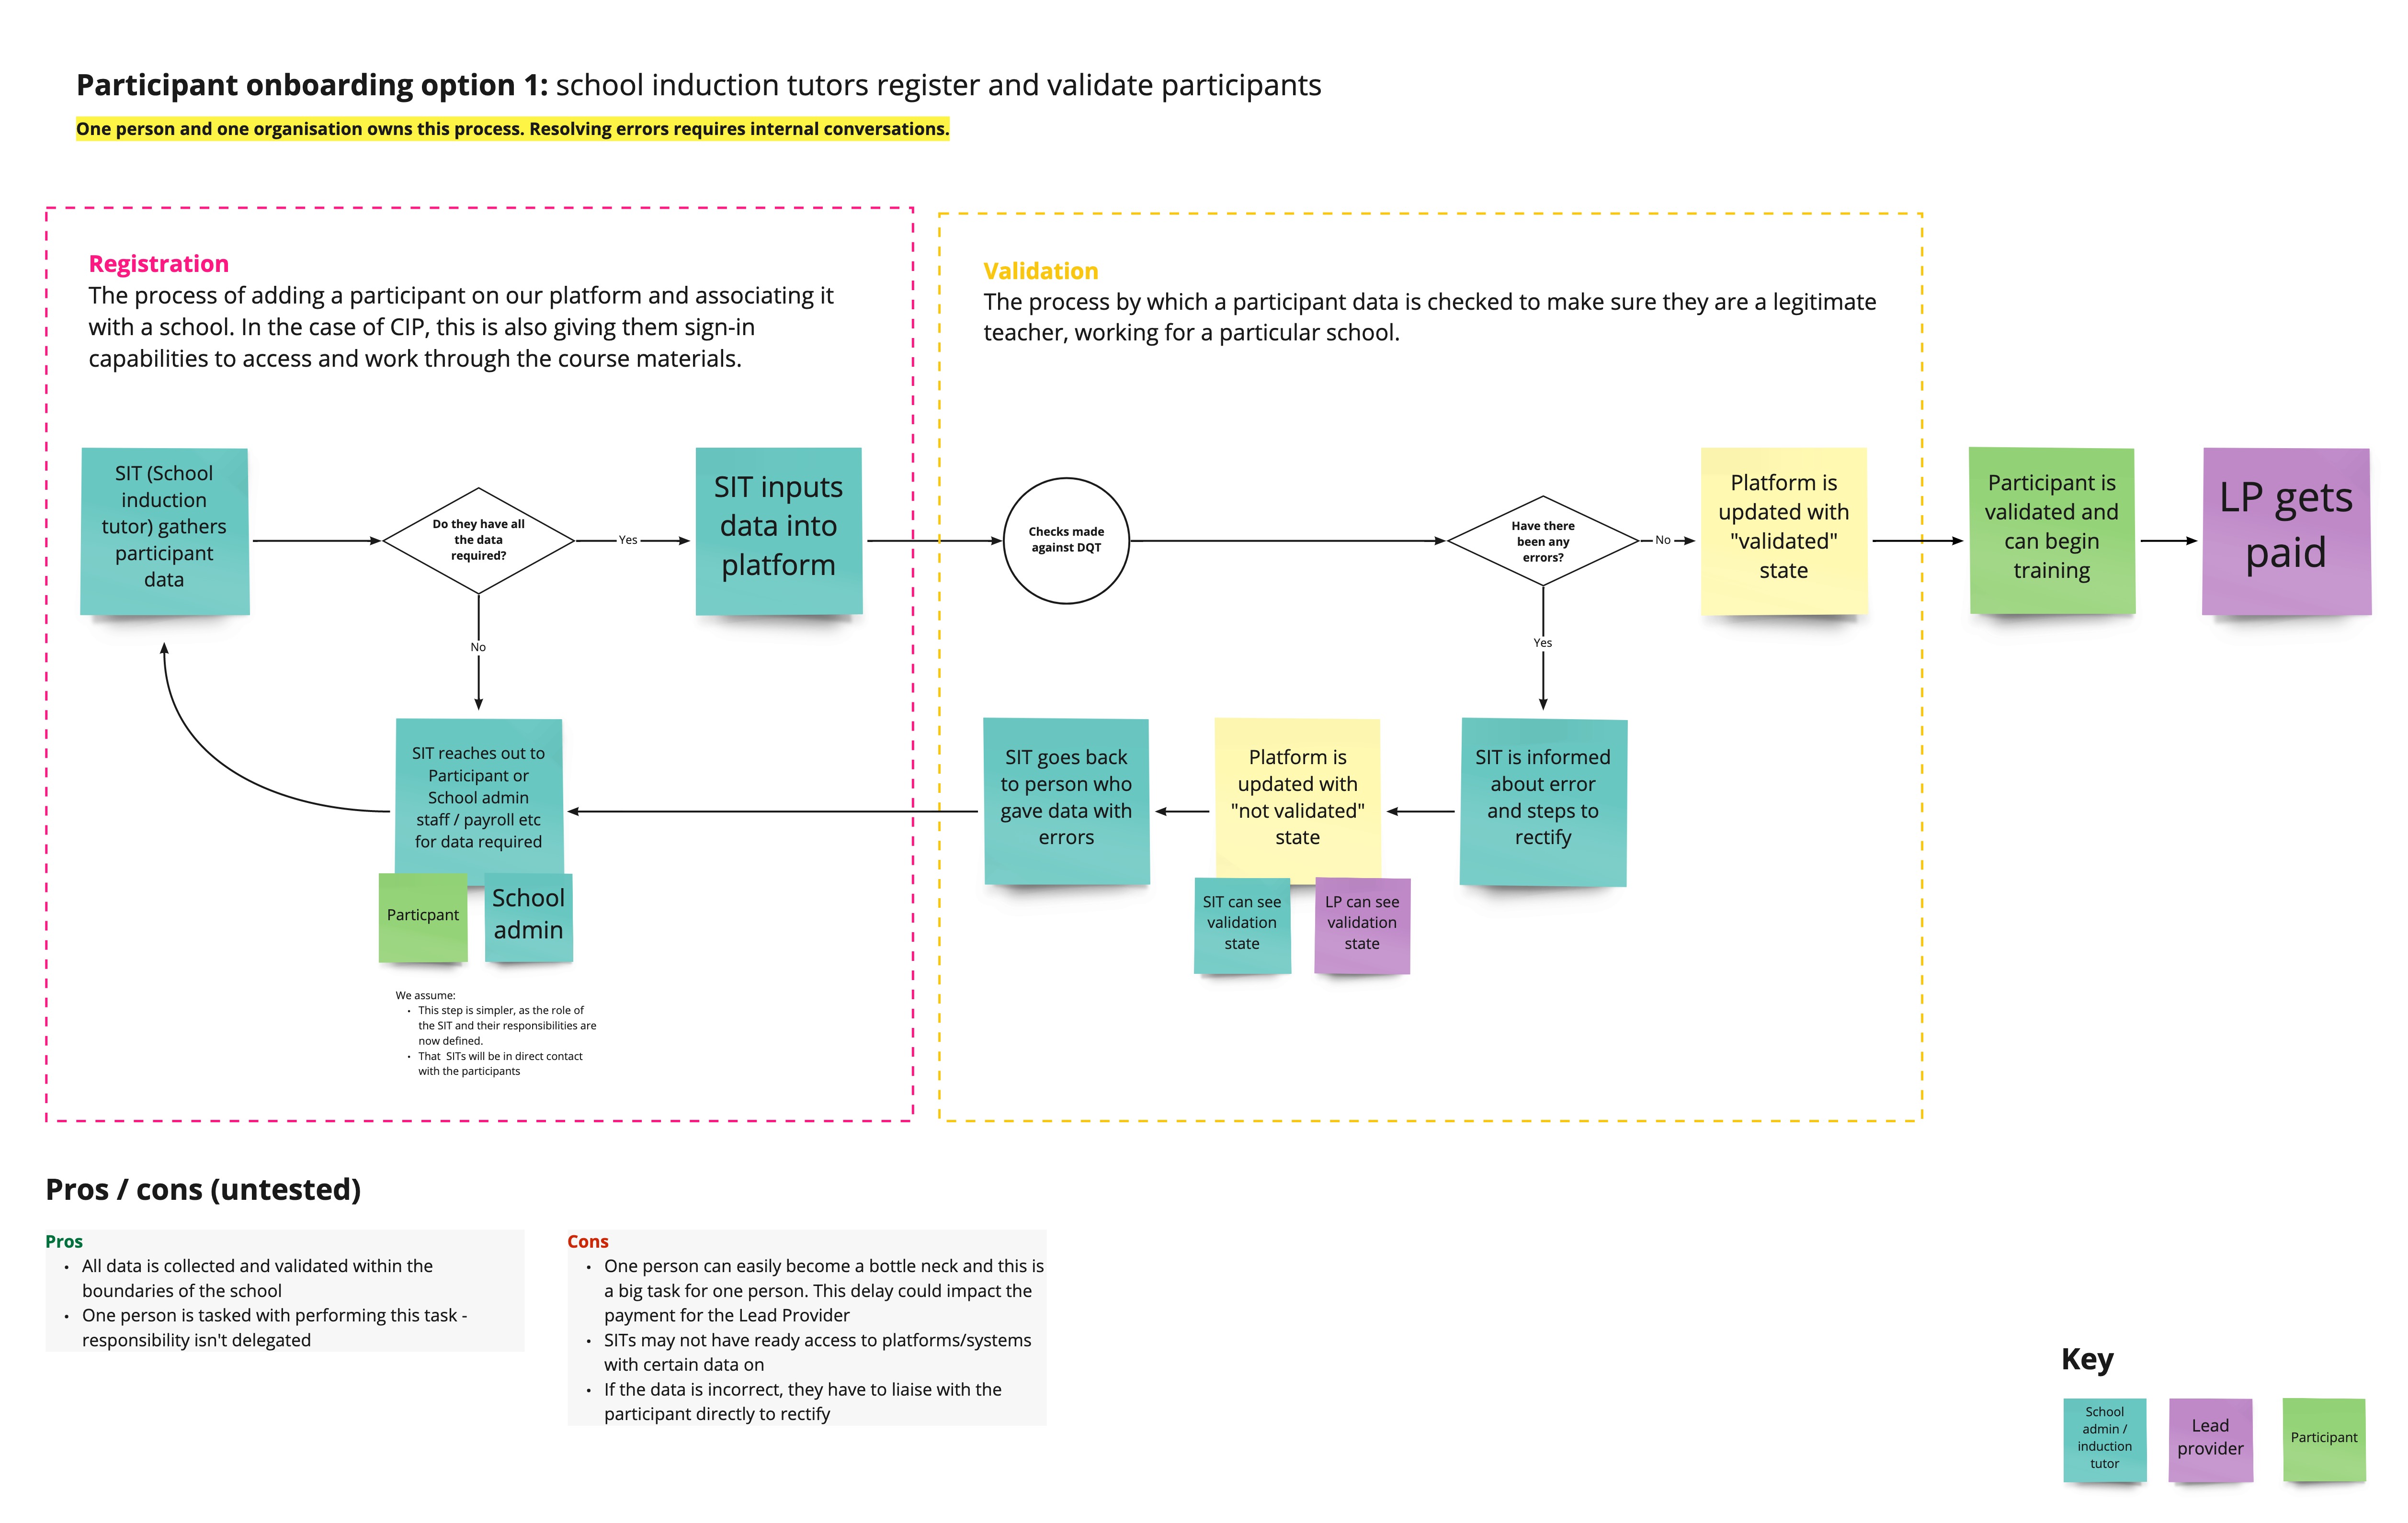 Participant onboarding option 1: school induction tutors register and validate participants
One person and one organisation owns this process. Resolving errors requires internal conversations.
Registration
The process of adding a participant on our platform and associating it
with a school. In the case of CIP, this is also giving them sign-in
capabilities to access and work through the course materials.
Validation
The process by which a participant data is checked to make sure they are a legitimate
teacher, working for a particular school.
SIT (School
induction
tutor) gathers
participant
data
Do they have all
the data
required?
Yes
SIT inputs
data into
platform
Checks made
against DQT
Have there
been any
errors?
No
Platform is
updated with
"validated"
state
Participant is
validated and
can begin
training
LP gets
paid
No
Yes
SIT reaches out to
Participant or
School admin
staff / payroll etc
for data required
Particpant
School
admin
SIT goes back
to person who
gave data with
errors
Platform is
updated with
"not validated"
state
SIT can see
validation
state
LP can see
validation
state
SIT is informed
about error
and steps to
rectify
We assume:
• This step is simpler, as the role of
the SIT and their responsibilities are
now defined.
• That SITs will be in direct contact
with the participants
Pros / cons (untested)
Pros
• All data is collected and validated within the
boundaries of the school
• One person is tasked with performing this task -
responsibility isn't delegated
Cons
• One person can easily become a bottle neck and this is
a big task for one person. This delay could impact the
payment for the Lead Provider
• SITs may not have ready access to platforms/systems
with certain data on
• If the data is incorrect, they have to liaise with the
participant directly to rectify
Key
School
admin /
induction
tutor
Lead
provider
Participant